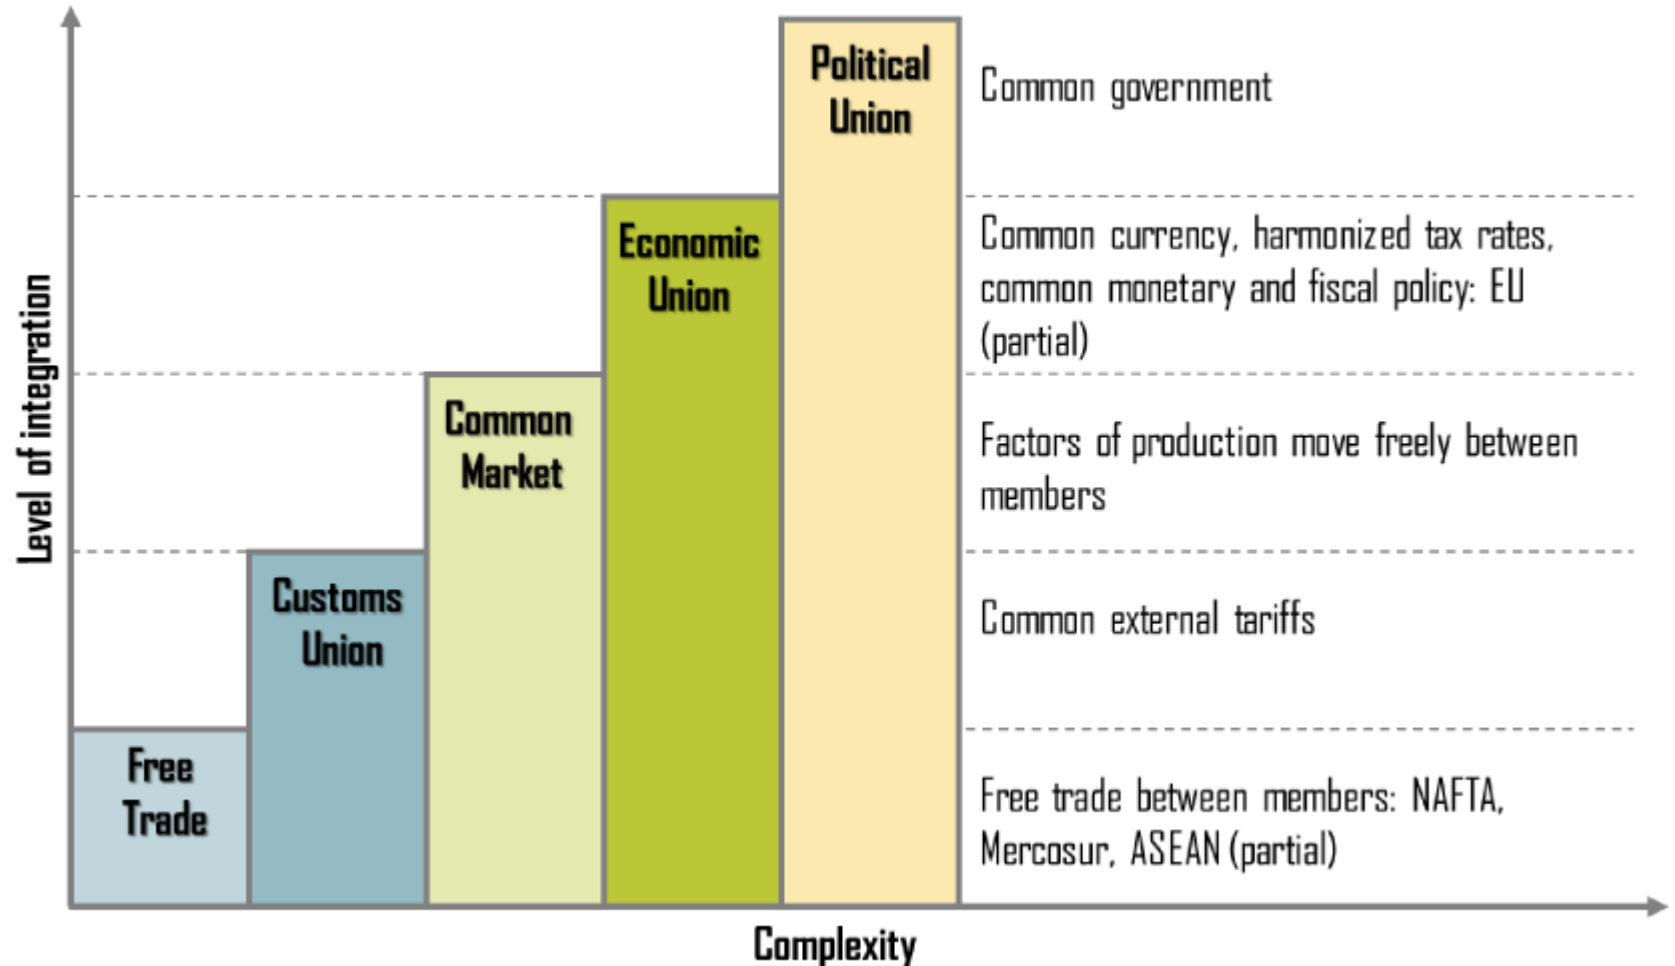 Political
Union
Common government
Economic
Union
Common currency, harmonized tax rates,
common monetary and fiscal policy: EU
(partial)
Common
Market
Factors of production move freely between
members
Customs
Union
Common external tariffs
Free
Trade
Free trade between members: NAFTA,
Mercosur, ASEAN (partial)
Level of integration
Complexity